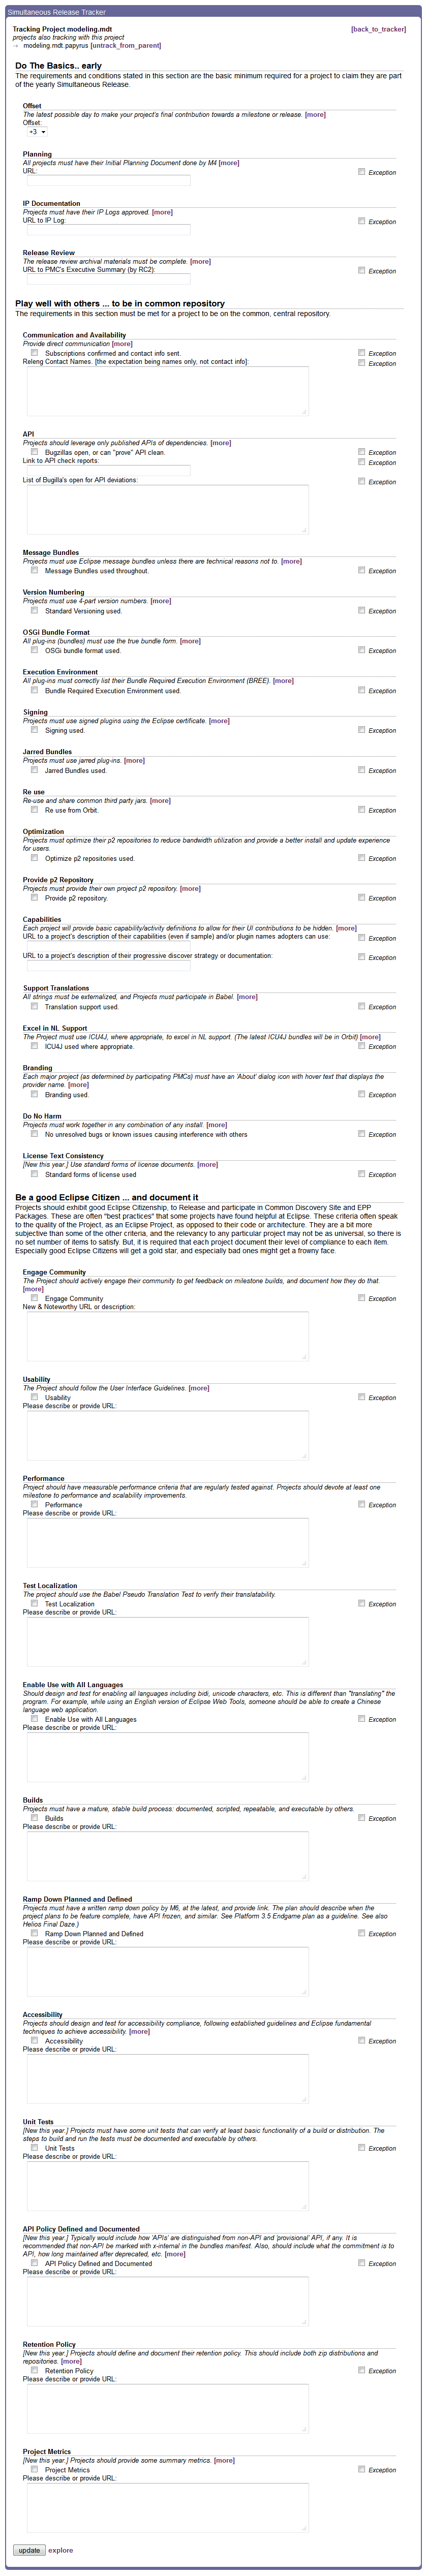 Simultaneous Release Tracker
Tracking Project modeling.mdt [back_to_tracker]
projects also tracking with this project
→ modeling.mdt.papyrus [untrack_from_parent]
Do The Basics.. early
The requirements and conditions stated in this section are the basic minimum required for a project to claim they are part
of the yearly Simultaneous Release.
Offset
The latest possible day to make your project's final contribution towards a milestone or release. [more]
Offset:
+3
Planning
All projects must have their Initial Planning Document done by M4 [more]
URL: Exception
IP Documentation
Projects must have their IP Logs approved. [more]
URL to IP Log: Exception
Release Review
The release review archival materials must be complete. [more]
URL to PMC's Executive Summary (by RC2): Exception
Play well with others ... to be in common repository
The requirements in this section must be met for a project to be on the common, central repository.
Communication and Availability
Provide direct communication [more]
Subscriptions confirmed and contact info sent. Exception
Releng Contact Names. [the expectation being names only, not contact info]: Exception
API
Projects should leverage only published APIs of dependencies. [more]
Bugzillas open, or can "prove" API clean. Exception
Link to API check reports: Exception
List of Bugilla's open for API deviations: Exception
Message Bundles
Projects must use Eclipse message bundles unless there are technical reasons not to. [more]
Message Bundles used throughout. Exception
Version Numbering
Projects must use 4-part version numbers. [more]
Standard Versioning used. Exception
OSGi Bundle Format
All plug-ins (bundles) must use the true bundle form. [more]
OSGi bundle format used. Exception
Execution Environment
All plug-ins must correctly list their Bundle Required Execution Environment (BREE). [more]
Bundle Required Execution Environment used. Exception
Signing
Projects must use signed plugins using the Eclipse certificate. [more]
Signing used. Exception
Jarred Bundles
Projects must use jarred plug-ins. [more]
Jarred Bundles used. Exception
Re use
Re-use and share common third party jars. [more]
Re use from Orbit. Exception
Optimization
Projects must optimize their p2 repositories to reduce bandwidth utilization and provide a better install and update experience
for users.
Optimize p2 repositories used. Exception
Provide p2 Repository
Projects must provide their own project p2 repository. [more]
Provide p2 repository. Exception
Capabilities
Each project will provide basic capability/activity definitions to allow for their UI contributions to be hidden. [more]
URL to a project's description of their capabilities (even if sample) and/or plugin names adopters can use: Exception
URL to a project's description of their progressive discover strategy or documentation: Exception
Support Translations
All strings must be externalized, and Projects must participate in Babel. [more]
Translation support used. Exception
Excel in NL Support
The Project must use ICU4J, where appropriate, to excel in NL support. (The latest ICU4J bundles will be in Orbit) [more]
ICU4J used where appropriate. Exception
Branding
Each major project (as determined by participating PMCs) must have an 'About' dialog icon with hover text that displays the
provider name. [more]
Branding used. Exception
Do No Harm
Projects must work together in any combination of any install. [more]
No unresolved bugs or known issues causing interference with others Exception
License Text Consistency
[New this year.] Use standard forms of license documents. [more]
Standard forms of license used Exception
Be a good Eclipse Citizen ... and document it
Projects should exhibit good Eclipse Citizenship, to Release and participate in Common Discovery Site and EPP
Packages. These are often "best practices" that some projects have found helpful at Eclipse. These criteria often speak
to the quality of the Project, as an Eclipse Project, as opposed to their code or architecture. They are a bit more
subjective than some of the other criteria, and the relevancy to any particular project may not be as universal, so there is
no set number of items to satisfy. But, it is required that each project document their level of compliance to each item.
Especially good Eclipse Citizens will get a gold star, and especially bad ones might get a frowny face.
Engage Community
The Project should actively engage their community to get feedback on milestone builds, and document how they do that.
[more]
Engage Community Exception
New & Noteworthy URL or description:
Usability
The Project should follow the User Interface Guidelines. [more]
Usability Exception
Please describe or provide URL:
Performance
Project should have measurable performance criteria that are regularly tested against. Projects should devote at least one
milestone to performance and scalability improvements.
Performance Exception
Please describe or provide URL:
Test Localization
The project should use the Babel Pseudo Translation Test to verify their translatability.
Test Localization Exception
Please describe or provide URL:
Enable Use with All Languages
Should design and test for enabling all languages including bidi, unicode characters, etc. This is different than "translating" the
program. For example, while using an English version of Eclipse Web Tools, someone should be able to create a Chinese
language web application.
Enable Use with All Languages Exception
Please describe or provide URL:
Builds
Projects must have a mature, stable build process: documented, scripted, repeatable, and executable by others.
Builds Exception
Please describe or provide URL:
Ramp Down Planned and Defined
Projects must have a written ramp down policy by M6, at the latest, and provide link. The plan should describe when the
project plans to be feature complete, have API frozen, and similar. See Platform 3.5 Endgame plan as a guideline. See also
Helios Final Daze.)
Ramp Down Planned and Defined Exception
Please describe or provide URL:
Accessibility
Projects should design and test for accessibility compliance, following established guidelines and Eclipse fundamental
techniques to achieve accessibility. [more]
Accessibility Exception
Please describe or provide URL:
Unit Tests
[New this year.] Projects must have some unit tests that can verify at least basic functionality of a build or distribution. The
steps to build and run the tests must be documented and executable by others.
Unit Tests Exception
Please describe or provide URL:
API Policy Defined and Documented
[New this year.] Typically would include how 'APIs' are distinguished from non-API and 'provisional' API, if any. It is
recommended that non-API be marked with x-internal in the bundles manifest. Also, should include what the commitment is to
API, how long maintained after deprecated, etc. [more]
API Policy Defined and Documented Exception
Please describe or provide URL:
Retention Policy
[New this year.] Projects should define and document their retention policy. This should include both zip distributions and
repositories. [more]
Retention Policy Exception
Please describe or provide URL:
Project Metrics
[New this year.] Projects should provide some summary metrics. [more]
Project Metrics Exception
Please describe or provide URL:
update explore